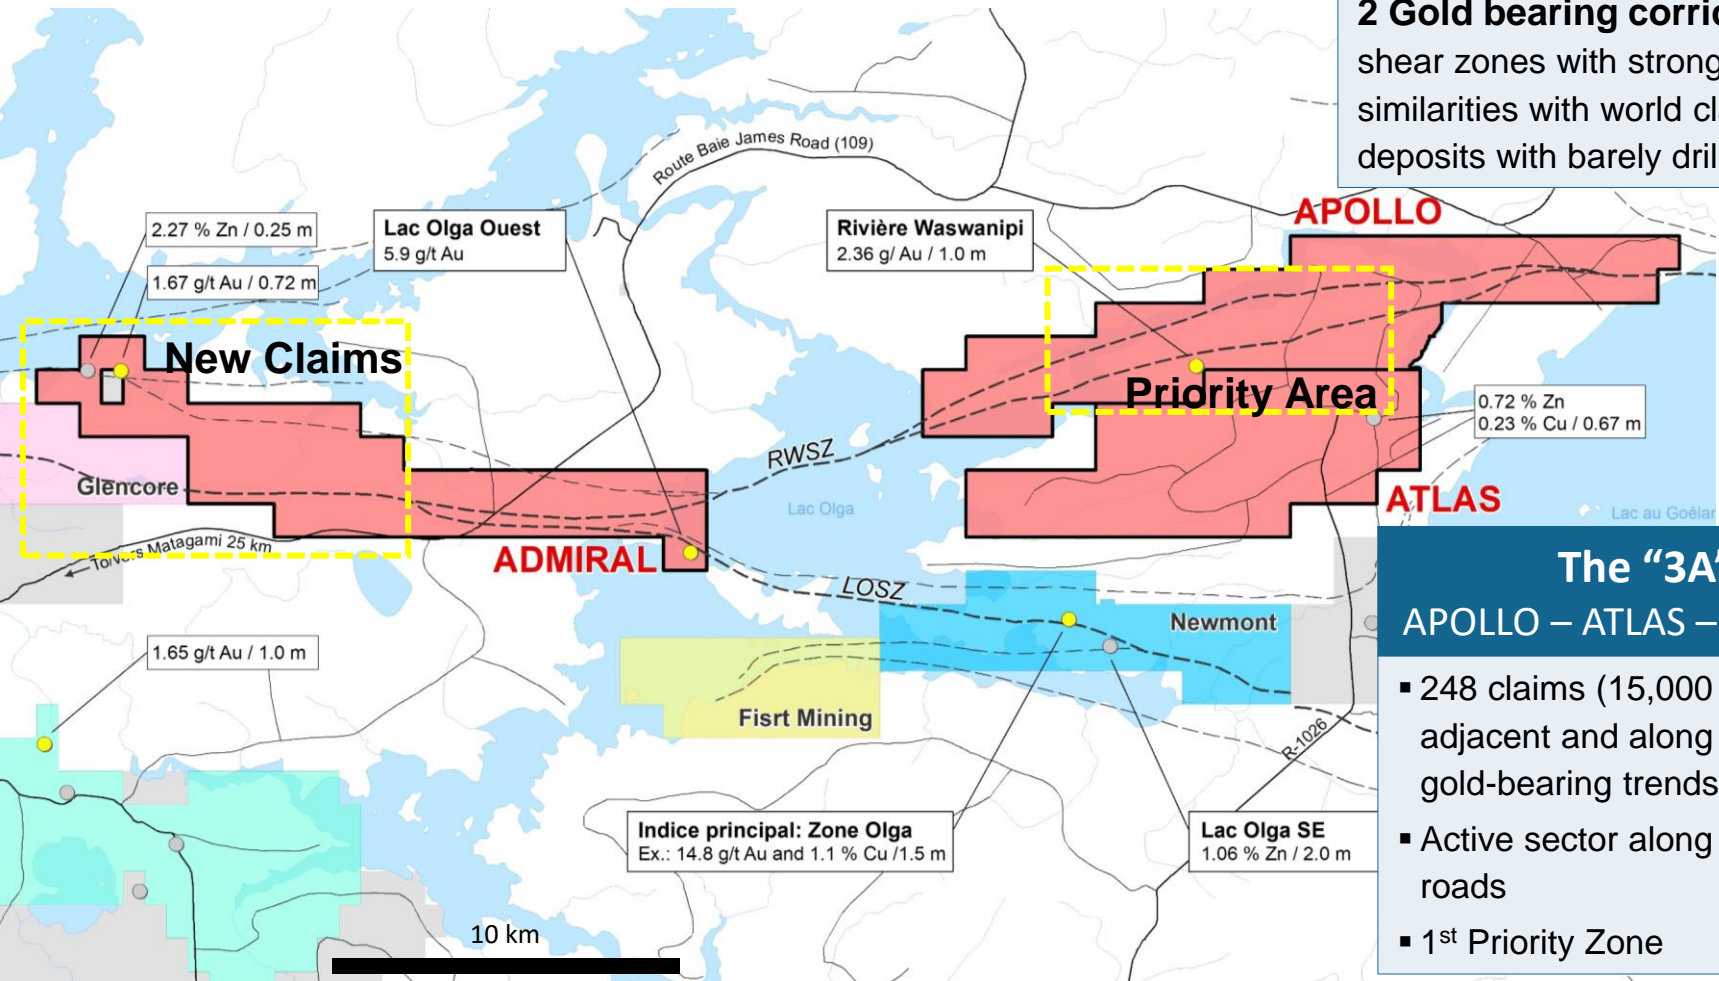 2 Gold bearing
shear zones with strong
similarities with world
deposits with barely
Route Baie James Road (109)
APOLLO
2.27 % Zn / 0.25 m
Lac Olga Ouest
5.9 g/t Au
Rivière Waswanipi
2.36 g/ Au / 1.0 m
1.67 g/t Au / 0.72 m
New Claims
Priority Area
0.72 % Zn
0.23 % Cu / 0.67 m
RWSZ
Glencore
Lac Olga
ATLAS
Lac au
To/vers Matagami 25 km
ADMIRAL
LOSZ
The “3A”
APOLLO – ATLAS –
Newmont
1.65 g/t Au / 1.0 m
Fisrt Mining
R-1026
248 claims (15,000
adjacent and along
gold-bearing trends
Indice principal: Zone Olga
Ex.: 14.8 g/t Au and 1.1 % Cu /1.5 m
Lac Olga SE
1.06 % Zn / 2.0 m
Active sector along
roads
1st Priority Zone
10 km